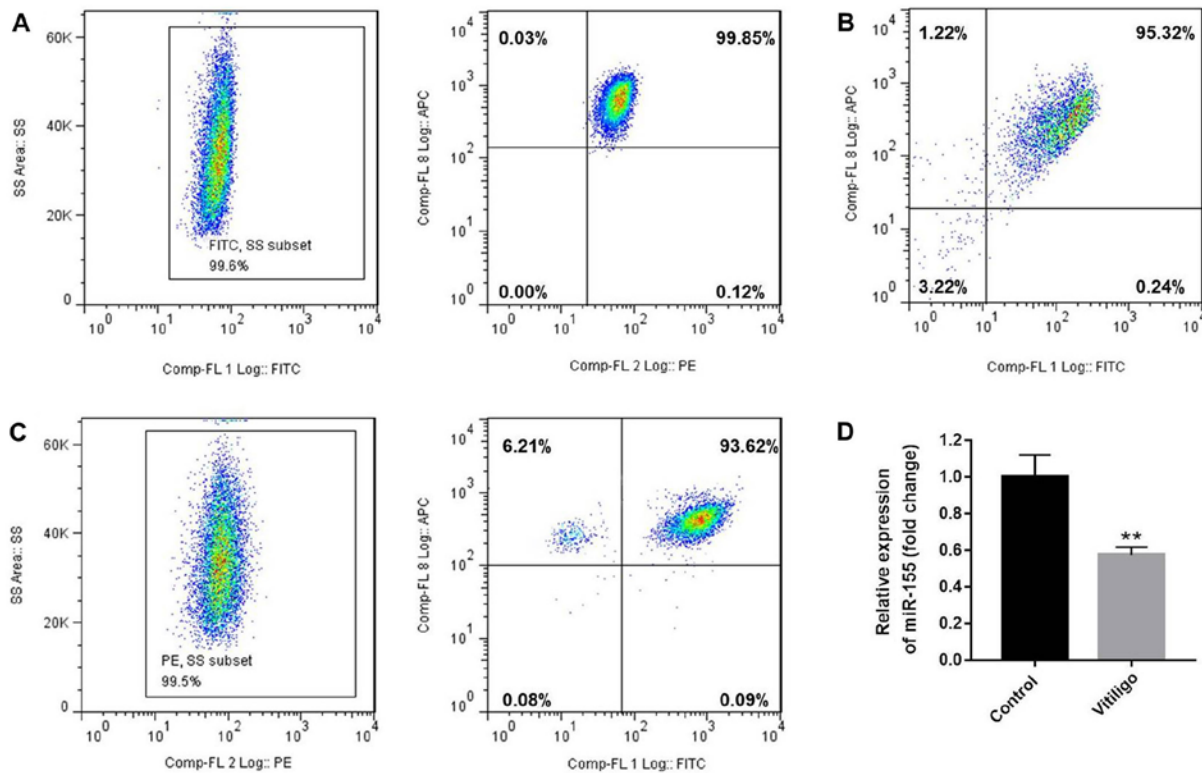 A
60K
40K
20K
0
SS Area:: SS
FITC, SS subset
99.6%
10^0 10^1 10^2 10^3 10^4
Comp-FL 1 Log:: FITC
0.03% 99.85%
0.00% 0.12%
10^4
10^3
10^2
10^1
10^0
Comp-FL 8 Log:: APC
10^0 10^1 10^2 10^3 10^4
Comp-FL 2 Log:: PE
B
1.22% 95.32%
3.22% 0.24%
10^4
10^3
10^2
10^1
10^0
Comp-FL 8 Log:: APC
10^0 10^1 10^2 10^3 10^4
Comp-FL 1 Log:: FITC
C
60K
40K
20K
0
SS Area:: SS
PE, SS subset
99.5%
10^0 10^1 10^2 10^3 10^4
Comp-FL 2 Log:: PE
6.21% 93.62%
0.08% 0.09%
10^4
10^3
10^2
10^1
10^0
Comp-FL 8 Log:: APC
10^0 10^1 10^2 10^3 10^4
Comp-FL 1 Log:: FITC
D
Relative expression
of miR-155 (fold change)
1.2
1.0
0.8
0.6
0.4
0.2
0.0
**
Control
Vitiligo